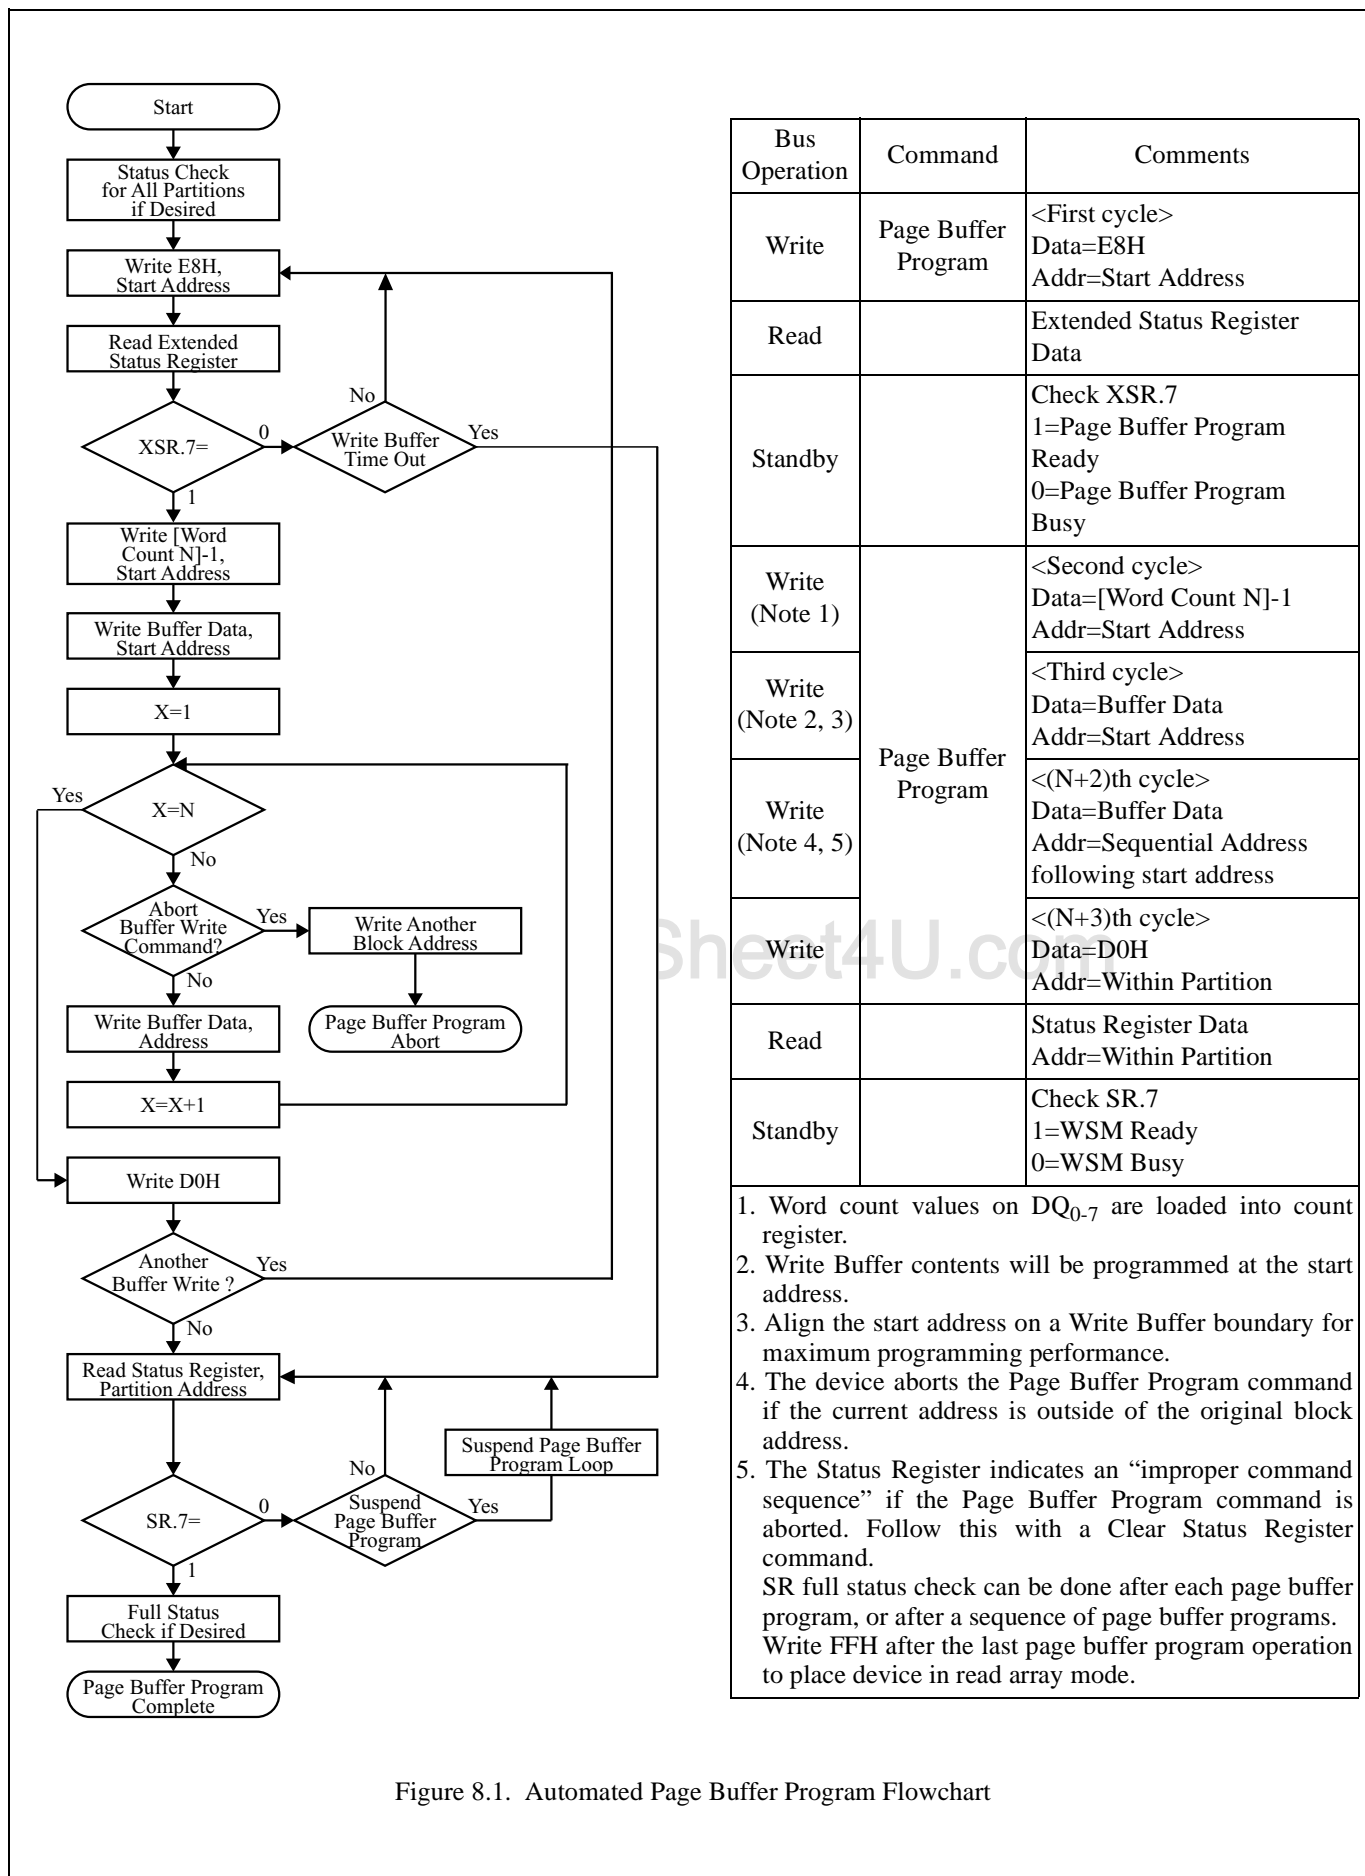 Start
Status Check
for All Partitions
if Desired
Write E8H,
Start Address
Read Extended
Status Register
No
XSR.7=
0
Write Buffer
Time Out
Yes
1
Write [Word
Count N]-1,
Start Address
Write Buffer Data,
Start Address
X=1
Yes
X=N
No
Abort
Buffer Write
Command?
Yes
Write Another
Block Address
No
Write Buffer Data,
Address
Page Buffer Program
Abort
X=X+1
Write D0H
Another
Buffer Write ?
Yes
No
Read Status Register,
Partition Address
Suspend Page Buffer
Program Loop
No
SR.7=
0
Suspend
Page Buffer
Program
Yes
1
Full Status
Check if Desired
Page Buffer Program
Complete
Bus
Operation
Command
Comments
Write
Page Buffer
Program
<First cycle>
Data=E8H
Addr=Start Address
Read
Extended Status Register
Data
Standby
Check XSR.7
1=Page Buffer Program
Ready
0=Page Buffer Program
Busy
Write
(Note 1)
Page Buffer
Program
<Second cycle>
Data=[Word Count N]-1
Addr=Start Address
Write
(Note 2, 3)
<Third cycle>
Data=Buffer Data
Addr=Start Address
Write
(Note 4, 5)
<(N+2)th cycle>
Data=Buffer Data
Addr=Sequential Address
following start address
Write
<(N+3)th cycle>
Data=D0H
Addr=Within Partition
Read
Status Register Data
Addr=Within Partition
Standby
Check SR.7
1=WSM Ready
0=WSM Busy
Sheet4U.com
1. Word count values on DQ0-7 are loaded into count
register.
2. Write Buffer contents will be programmed at the start
address.
3. Align the start address on a Write Buffer boundary for
maximum programming performance.
4. The device aborts the Page Buffer Program command
if the current address is outside of the original block
address.
5. The Status Register indicates an “improper command
sequence” if the Page Buffer Program command is
aborted. Follow this with a Clear Status Register
command.
SR full status check can be done after each page buffer
program, or after a sequence of page buffer programs.
Write FFH after the last page buffer program operation
to place device in read array mode.
Figure 8.1. Automated Page Buffer Program Flowchart